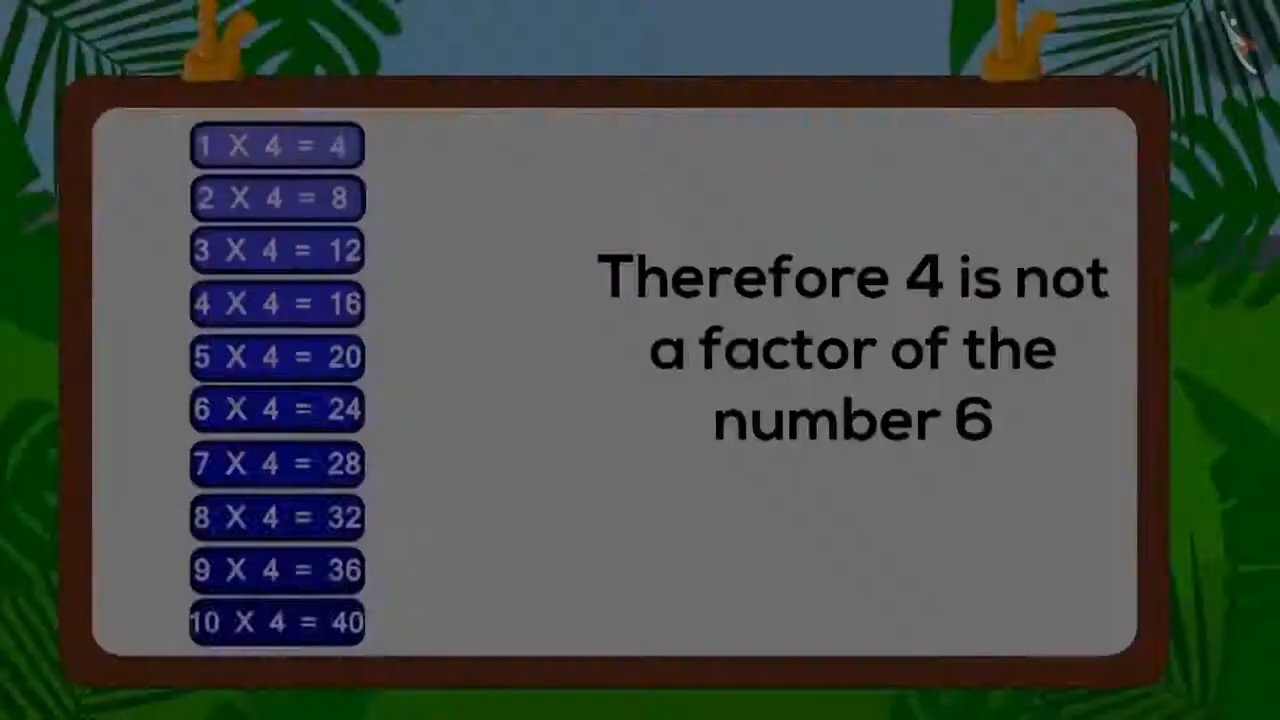 1 X 4 = 4
2 X 4 = 8
3 X 4 = 12
4 X 4 = 16
5 X 4 = 20
6 X 4 = 24
7 X 4 = 28
8 X 4 = 32
9 X 4 = 36
10 X 4 = 40
Therefore 4 is not
a factor of the
number 6